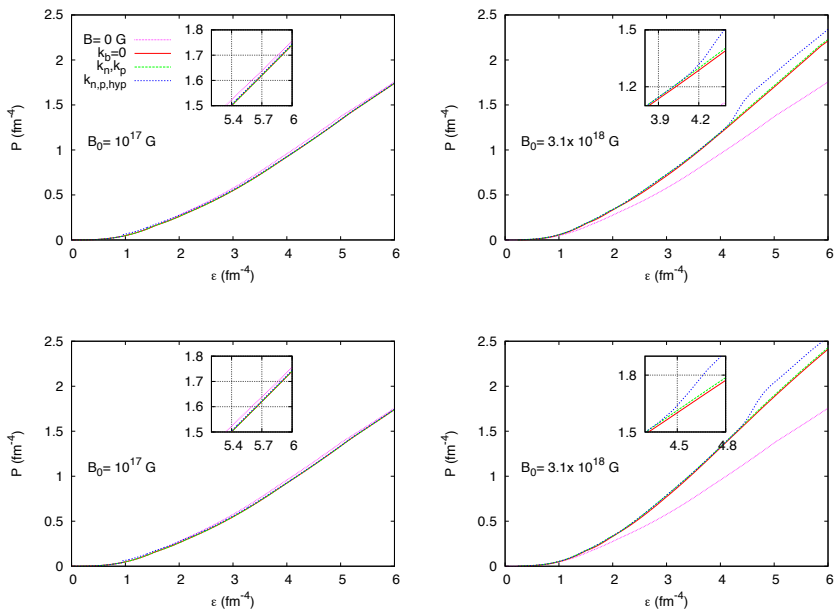 2.5
2
1.5
1
0.5
0
P (fm⁻⁴)
B= 0 G
k_b=0
k_n,k_p
k_n,p,hyp
B₀= 10¹⁷ G
1.8
1.7
1.6
1.5
5.4 5.7 6
0 1 2 3 4 5 6
ε (fm⁻⁴)
2.5
2
1.5
1
0.5
0
P (fm⁻⁴)
1.5
1.2
3.9 4.2
B₀= 3.1x 10¹⁸ G
0 1 2 3 4 5 6
ε (fm⁻⁴)
2.5
2
1.5
1
0.5
0
P (fm⁻⁴)
1.8
1.7
1.6
1.5
5.4 5.7 6
B₀= 10¹⁷ G
0 1 2 3 4 5 6
ε (fm⁻⁴)
2.5
2
1.5
1
0.5
0
P (fm⁻⁴)
1.8
1.5
4.5 4.8
B₀= 3.1x 10¹⁸ G
0 1 2 3 4 5 6
ε (fm⁻⁴)